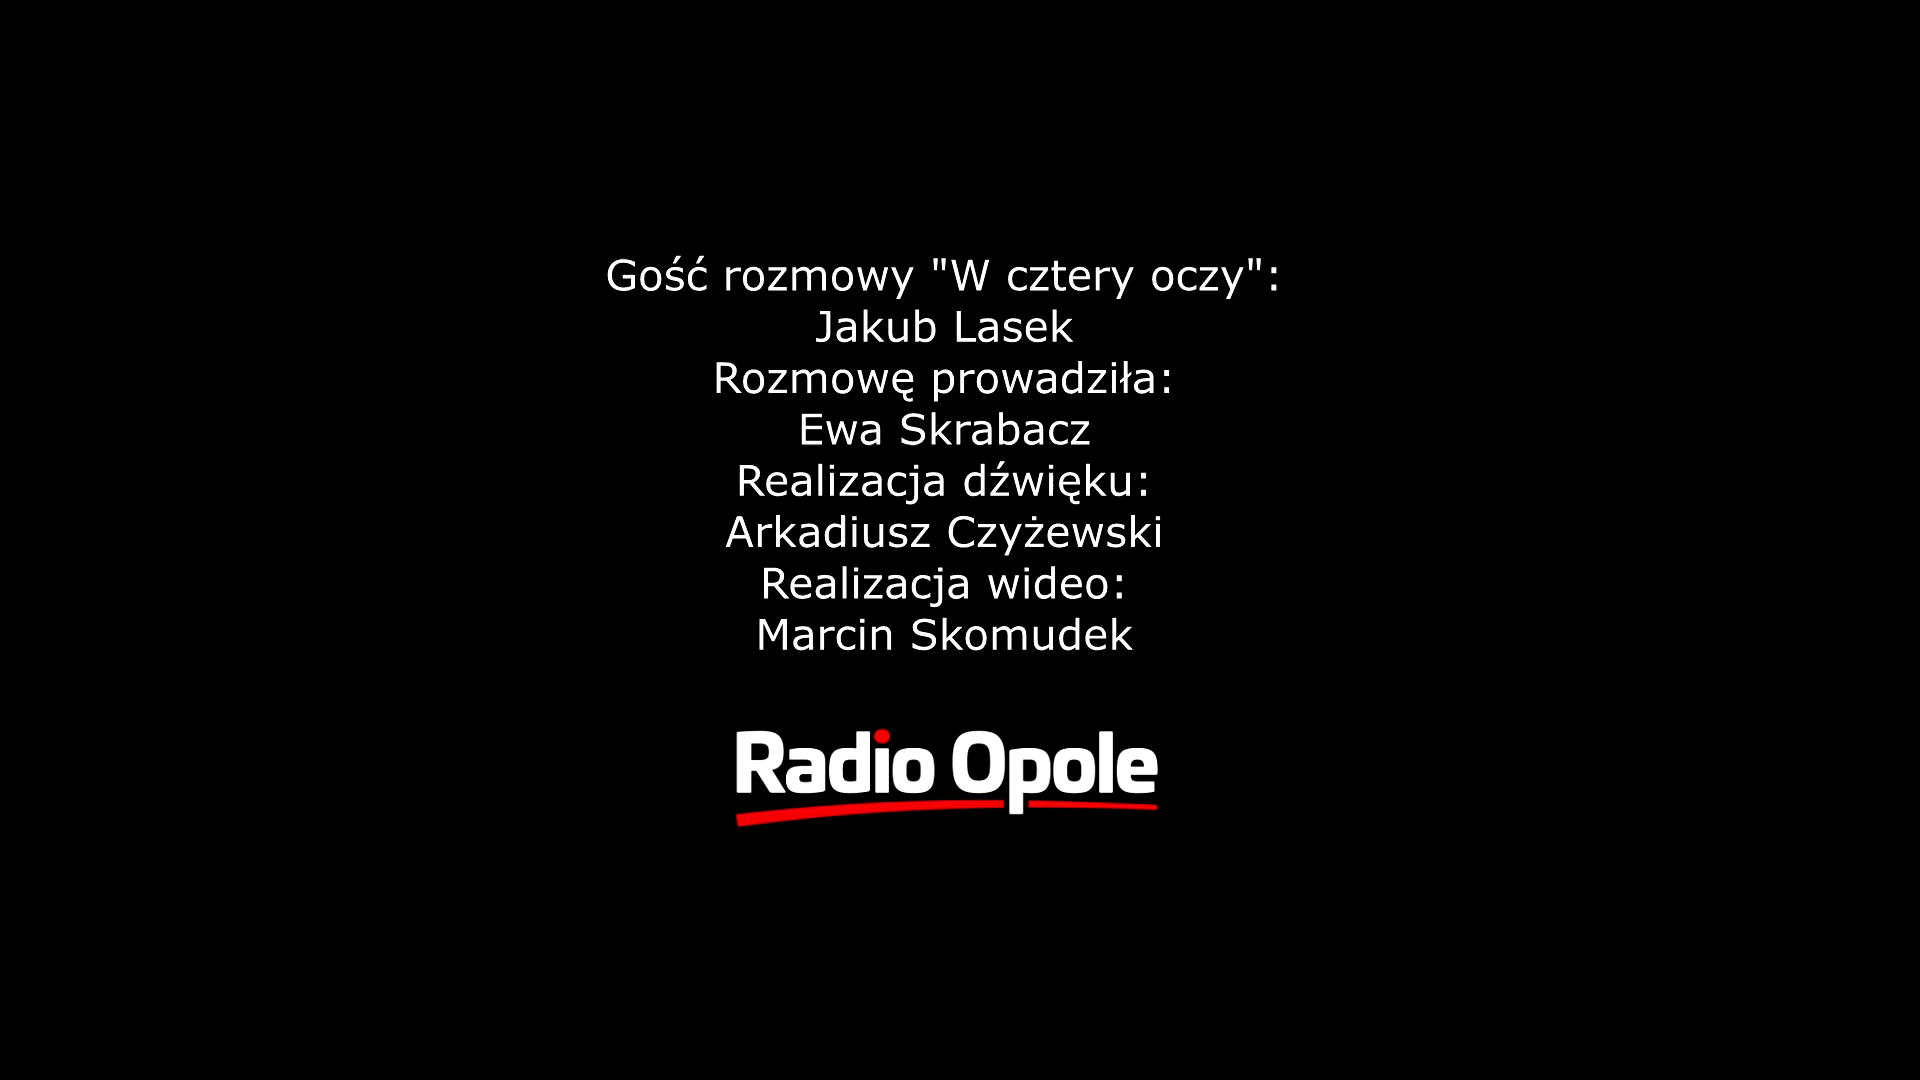 Gość rozmowy "W cztery oczy":
Jakub Lasek
Rozmowę prowadziła:
Ewa Skrabacz
Realizacja dźwięku:
Arkadiusz Czyżewski
Realizacja wideo:
Marcin Skomudek
Radio Opole